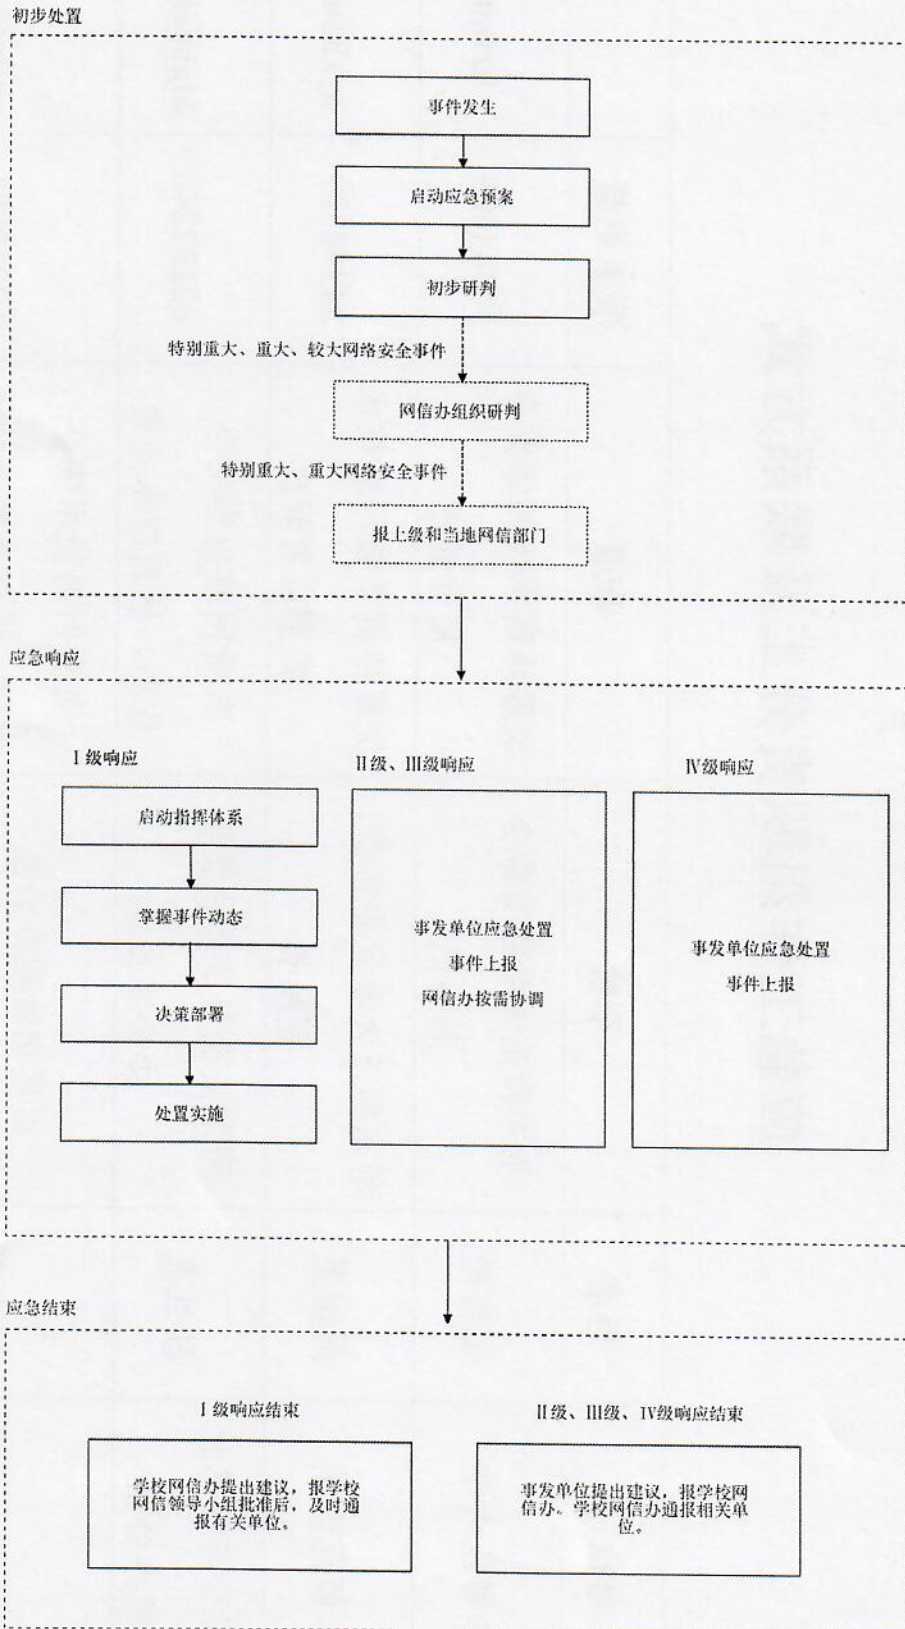 初步处置
事件发生
启动应急预案
初步研判
特别重大、重大、较大网络安全事件
网信办组织研判
特别重大、重大网络安全事件
报上级和当地网信部门
应急响应
Ⅰ级响应
启动指挥体系
掌握事件动态
决策部署
处置实施
Ⅱ级、Ⅲ级响应
事发单位应急处置
事件上报
网信办按需协调
Ⅳ级响应
事发单位应急处置
事件上报
应急结束
Ⅰ级响应结束
学校网信办提出建议，报学校
网信领导小组批准后，及时通
报有关单位。
Ⅱ级、Ⅲ级、Ⅳ级响应结束
事发单位提出建议，报学校网
信办。学校网信办通报相关单
位。